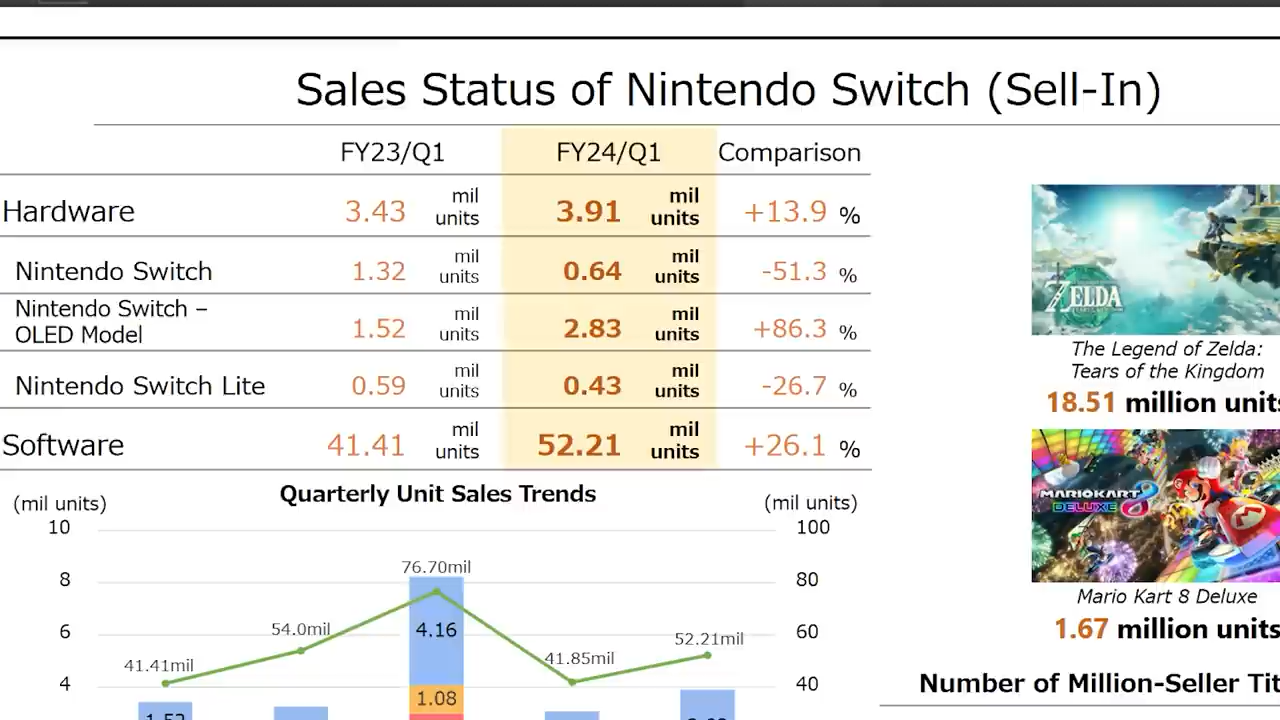 Sales Status of Nintendo Switch (Sell-In)
FY23/Q1 FY24/Q1 Comparison
Hardware 3.43 mil units 3.91 mil units +13.9 %
Nintendo Switch 1.32 mil units 0.64 mil units -51.3 %
Nintendo Switch – OLED Model 1.52 mil units 2.83 mil units +86.3 %
Nintendo Switch Lite 0.59 mil units 0.43 mil units -26.7 %
Software 41.41 mil units 52.21 mil units +26.1 %
Quarterly Unit Sales Trends
(mil units) (mil units)
10 100
8 80
6 60
4 40
41.41mil
54.0mil
76.70mil
41.85mil
52.21mil
4.16
1.08
ZELDA
The Legend of Zelda:
Tears of the Kingdom
18.51 million units
MARIOKART 8
DELUXE
Mario Kart 8 Deluxe
1.67 million units
Number of Million-Seller Tit